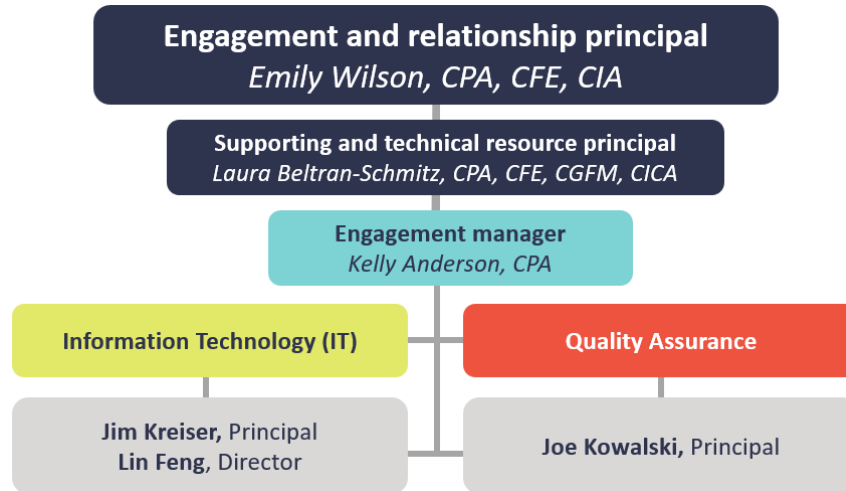 Engagement and relationship principal
Emily Wilson, CPA, CFE, CIA
Supporting and technical resource principal
Laura Beltran-Schmitz, CPA, CFE, CGFM, CICA
Engagement manager
Kelly Anderson, CPA
Information Technology (IT)
Quality Assurance
Jim Kreiser, Principal
Lin Feng, Director
Joe Kowalski, Principal